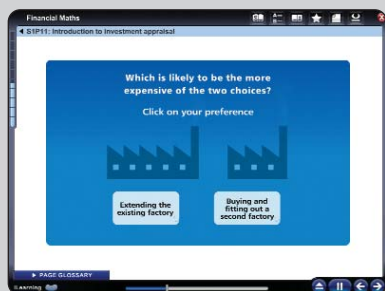 Financial Maths
S1P11: Introduction to investment appraisal
Which is likely to be the more
expensive of the two choices?
Click on your preference
Extending the
existing factory
Buying and
fitting out a
second factory
PAGE GLOSSARY
iLearning